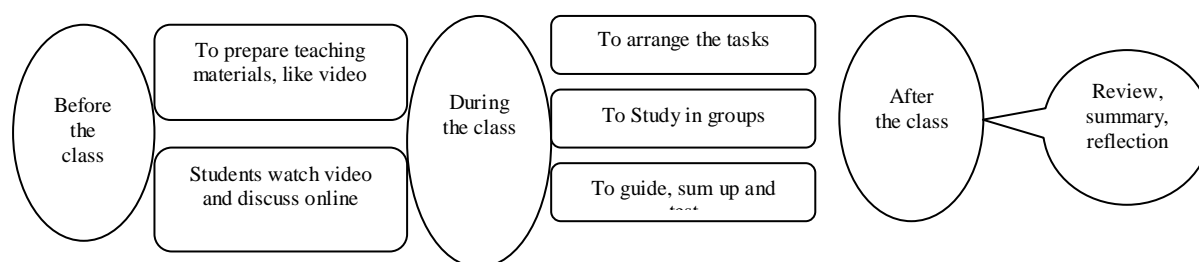 Before
the
class
To prepare teaching
materials, like video
Students watch video
and discuss online
During
the class
To arrange the tasks
To Study in groups
To guide, sum up and
test
After
the class
Review,
summary,
reflection